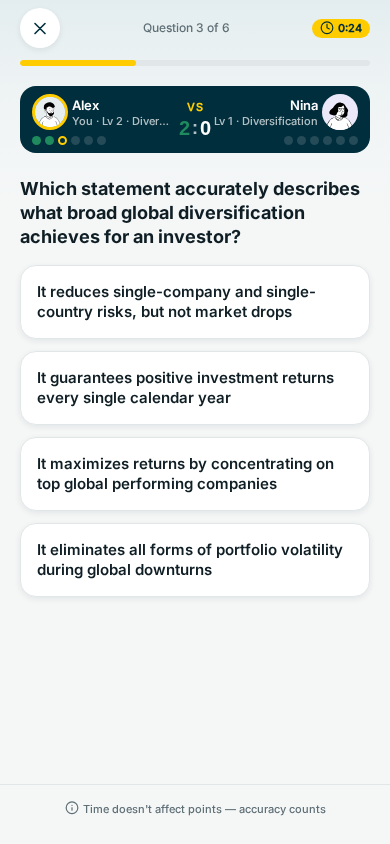 Question 3 of 6
0:24
Alex
You · Lv 2 · Diver...
VS
2:0
Nina
Lv 1 · Diversification
Which statement accurately describes
what broad global diversification
achieves for an investor?
It reduces single-company and single-
country risks, but not market drops
It guarantees positive investment returns
every single calendar year
It maximizes returns by concentrating on
top global performing companies
It eliminates all forms of portfolio volatility
during global downturns
Time doesn't affect points — accuracy counts